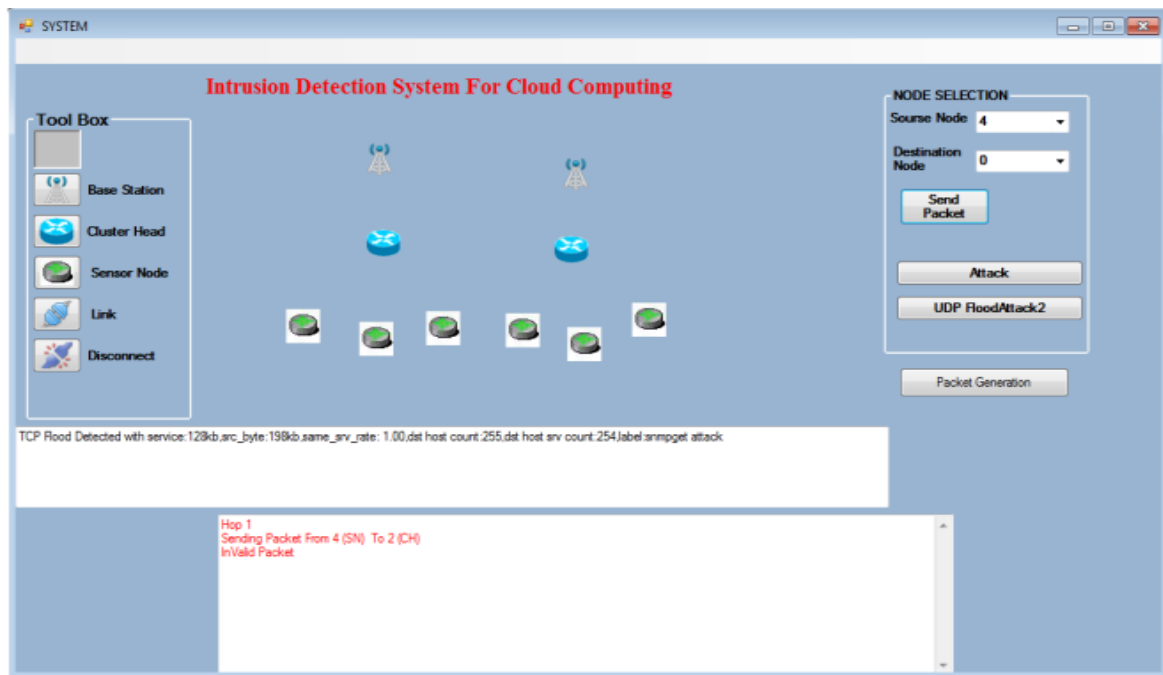 SYSTEM
Intrusion Detection System For Cloud Computing
Tool Box
Base Station
Cluster Head
Sensor Node
Link
Disconnect
NODE SELECTION
Sourse Node 4
Destination
Node 0
Send
Packet
Attack
UDP FloodAttack2
Packet Generation
TCP Flood Detected with service:128kb,src_byte:198kb,same_srv_rate: 1.00,dst host count:255,dst host srv count:254,label:snmpget attack
Hop 1
Sending Packet From 4 (SN) To 2 (CH)
InValid Packet